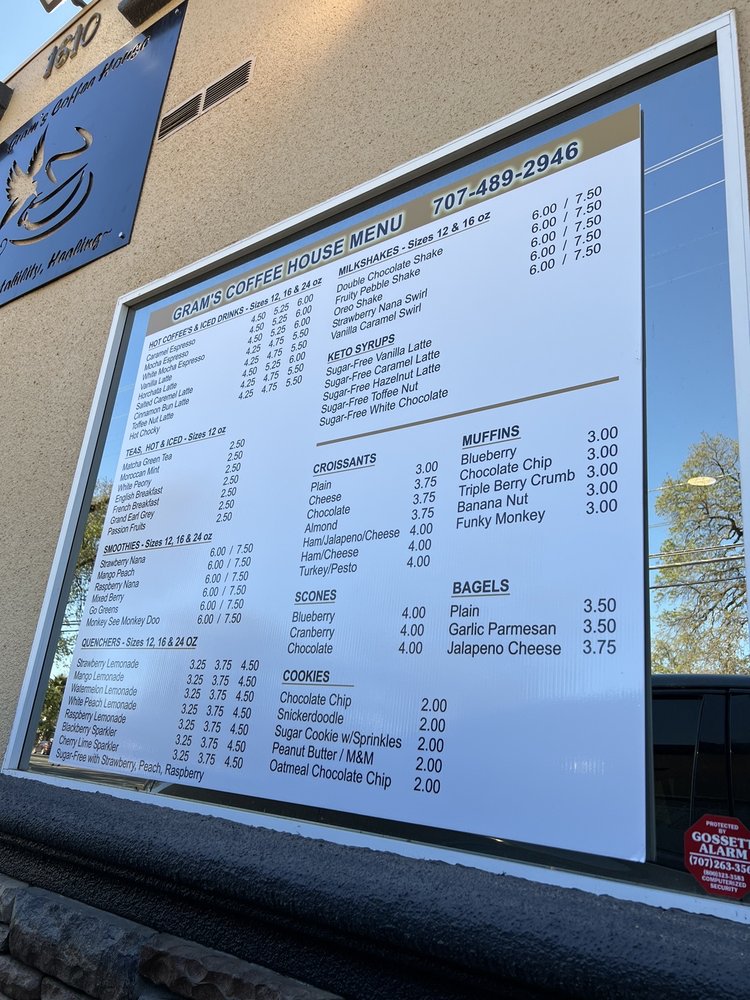 1610
Gram's Coffee House
tability, Healing~
GRAM'S COFFEE HOUSE MENU 707-489-2946
HOT COFFEE'S & ICED DRINKS - Sizes 12, 16 & 24 oz
Caramel Espresso 4.50 5.25 6.00
Mocha Espresso 4.50 5.25 6.00
White Mocha Espresso 4.50 5.25 6.00
Vanilla Latte 4.25 4.75 5.50
Horchata Latte 4.25 4.75 5.50
Salted Caramel Latte 4.50 5.25 6.00
Cinnamon Bun Latte 4.25 4.75 5.50
Toffee Nut Latte 4.25 4.75 5.50
Hot Chocky
TEAS, HOT & ICED - Sizes 12 oz
Matcha Green Tea 2.50
Moroccan Mint 2.50
White Peony 2.50
English Breakfast 2.50
French Breakfast 2.50
Grand Earl Grey 2.50
Passion Fruits 2.50
SMOOTHIES - Sizes 12, 16 & 24 oz
Strawberry Nana 6.00 / 7.50
Mango Peach 6.00 / 7.50
Raspberry Nana 6.00 / 7.50
Mixed Berry 6.00 / 7.50
Go Greens 6.00 / 7.50
Monkey See Monkey Doo 6.00 / 7.50
QUENCHERS - Sizes 12, 16 & 24 OZ
Strawberry Lemonade 3.25 3.75 4.50
Mango Lemonade 3.25 3.75 4.50
Watermelon Lemonade 3.25 3.75 4.50
White Peach Lemonade 3.25 3.75 4.50
Raspberry Lemonade 3.25 3.75 4.50
Blackberry Sparkler 3.25 3.75 4.50
Cherry Lime Sparkler 3.25 3.75 4.50
Sugar-Free with Strawberry, Peach, Raspberry
MILKSHAKES - Sizes 12 & 16 oz
Double Chocolate Shake 6.00 / 7.50
Fruity Pebble Shake 6.00 / 7.50
Oreo Shake 6.00 / 7.50
Strawberry Nana Swirl 6.00 / 7.50
Vanilla Caramel Swirl 6.00 / 7.50
KETO SYRUPS
Sugar-Free Vanilla Latte
Sugar-Free Caramel Latte
Sugar-Free Hazelnut Latte
Sugar-Free Toffee Nut
Sugar-Free White Chocolate
CROISSANTS
Plain 3.00
Cheese 3.75
Chocolate 3.75
Almond 3.75
Ham/Jalapeno/Cheese 4.00
Ham/Cheese 4.00
Turkey/Pesto 4.00
SCONES
Blueberry 4.00
Cranberry 4.00
Chocolate 4.00
COOKIES
Chocolate Chip 2.00
Snickerdoodle 2.00
Sugar Cookie w/Sprinkles 2.00
Peanut Butter / M&M 2.00
Oatmeal Chocolate Chip 2.00
MUFFINS
Blueberry 3.00
Chocolate Chip 3.00
Triple Berry Crumb 3.00
Banana Nut 3.00
Funky Monkey 3.00
BAGELS
Plain 3.50
Garlic Parmesan 3.50
Jalapeno Cheese 3.75
PROTECTED
BY
GOSSETT
ALARM
(707)263-356
(800)323-3583
COMPUTERIZED
SECURITY